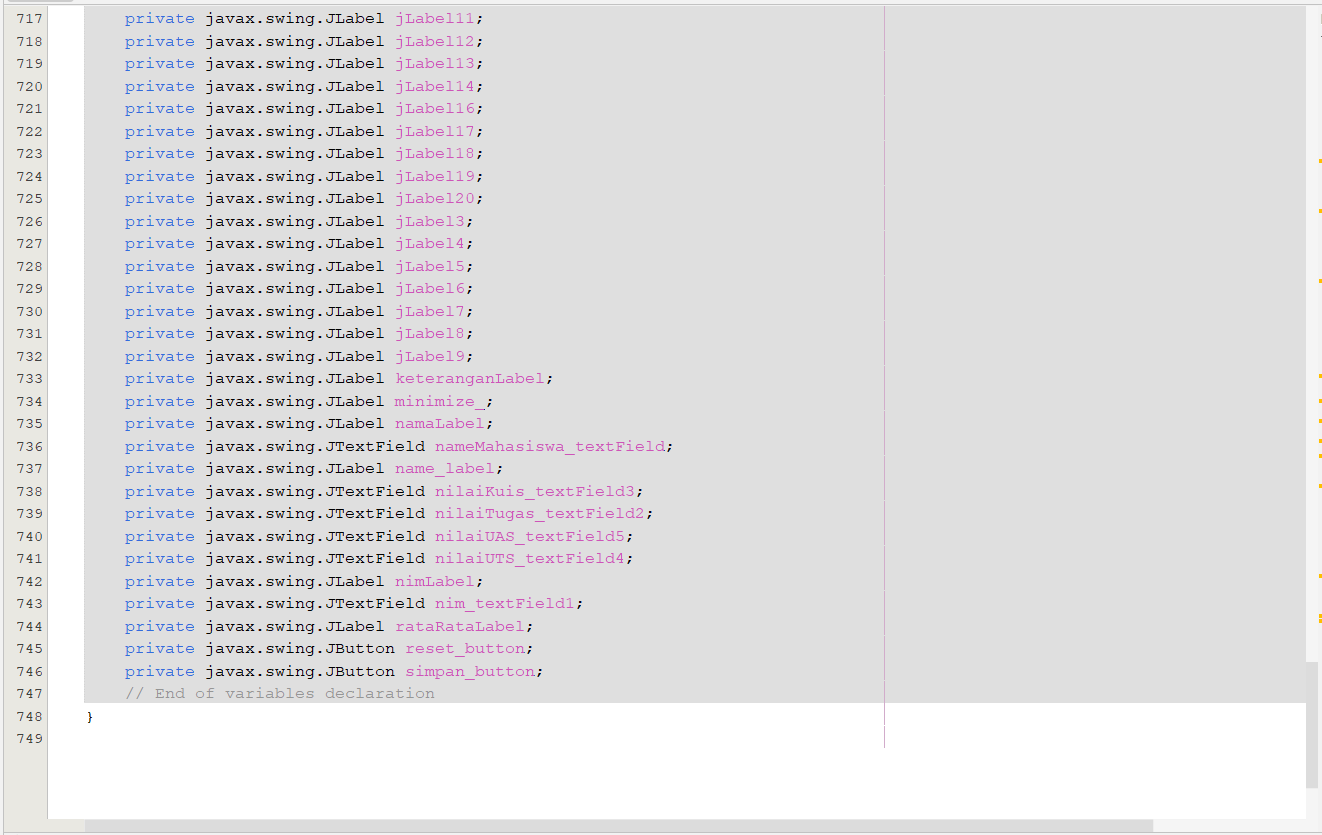 717 private javax.swing.JLabel jLabel11;
718 private javax.swing.JLabel jLabel12;
719 private javax.swing.JLabel jLabel13;
720 private javax.swing.JLabel jLabel14;
721 private javax.swing.JLabel jLabel16;
722 private javax.swing.JLabel jLabel17;
723 private javax.swing.JLabel jLabel18;
724 private javax.swing.JLabel jLabel19;
725 private javax.swing.JLabel jLabel20;
726 private javax.swing.JLabel jLabel3;
727 private javax.swing.JLabel jLabel4;
728 private javax.swing.JLabel jLabel5;
729 private javax.swing.JLabel jLabel6;
730 private javax.swing.JLabel jLabel7;
731 private javax.swing.JLabel jLabel8;
732 private javax.swing.JLabel jLabel9;
733 private javax.swing.JLabel keteranganLabel;
734 private javax.swing.JLabel minimize_;
735 private javax.swing.JLabel namaLabel;
736 private javax.swing.JTextField nameMahasiswa_textField;
737 private javax.swing.JLabel name_label;
738 private javax.swing.JTextField nilaiKuis_textField3;
739 private javax.swing.JTextField nilaiTugas_textField2;
740 private javax.swing.JTextField nilaiUAS_textField5;
741 private javax.swing.JTextField nilaiUTS_textField4;
742 private javax.swing.JLabel nimLabel;
743 private javax.swing.JTextField nim_textField1;
744 private javax.swing.JLabel rataRataLabel;
745 private javax.swing.JButton reset_button;
746 private javax.swing.JButton simpan_button;
747 // End of variables declaration
748 }
749